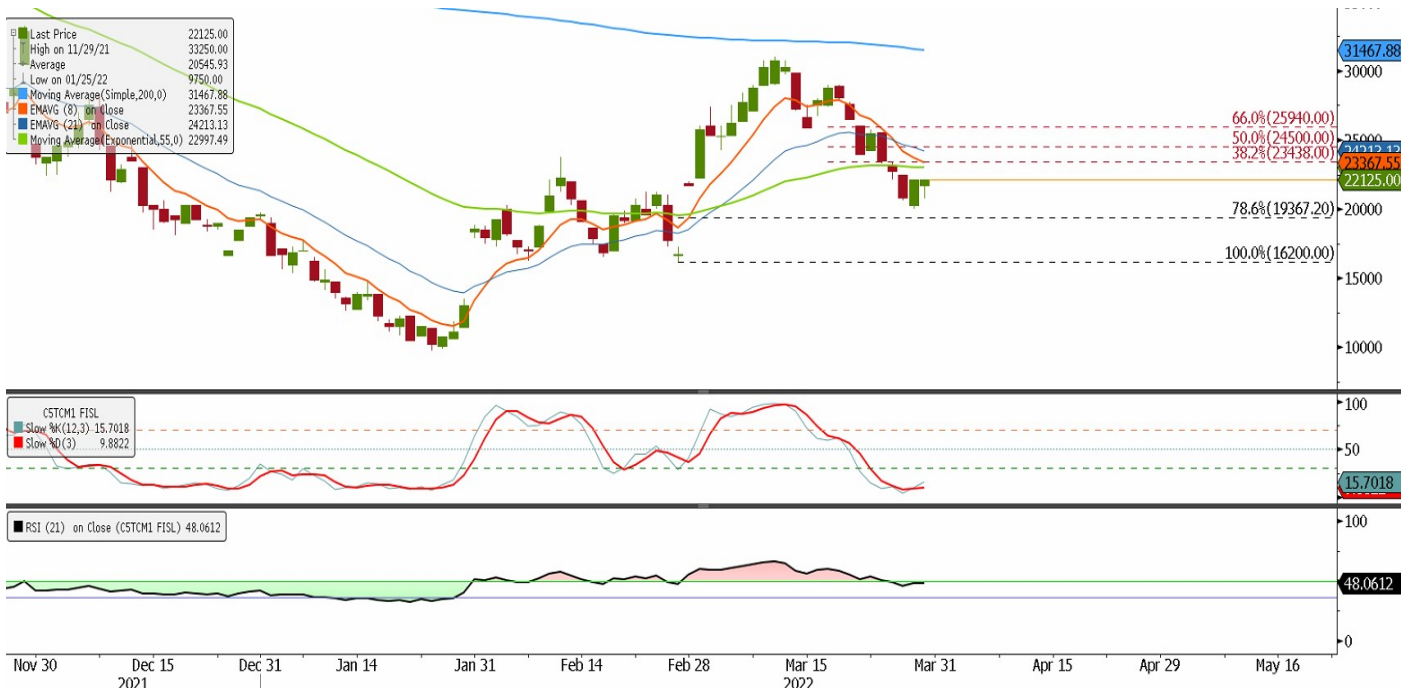 Last Price 22125.00
High on 11/29/21 33250.00
Average 20545.93
Low on 01/25/22 9750.00
Moving Average(Simple,200,0) 31467.88
EMAVG (8) on Close 23367.55
EMAVG (21) on Close 24213.13
Moving Average(Exponential,55,0) 22997.49
31467.88
30000
66.0%(25940.00)
25000
50.0%(24500.00)
24213.13
38.2%(23438.00)
23367.55
22125.00
20000
78.6%(19367.20)
100.0%(16200.00)
15000
10000
C5TCM1 FISL
Slow %K(12,3) 15.7018
Slow %D(3) 9.8822
100
50
15.7018
RSI (21) on Close (C5TCM1 FISL) 48.0612
100
48.0612
0
Nov 30 Dec 15 Dec 31 Jan 14 Jan 31 Feb 14 Feb 28 Mar 15 Mar 31 Apr 15 Apr 29 May 16
2021 2022